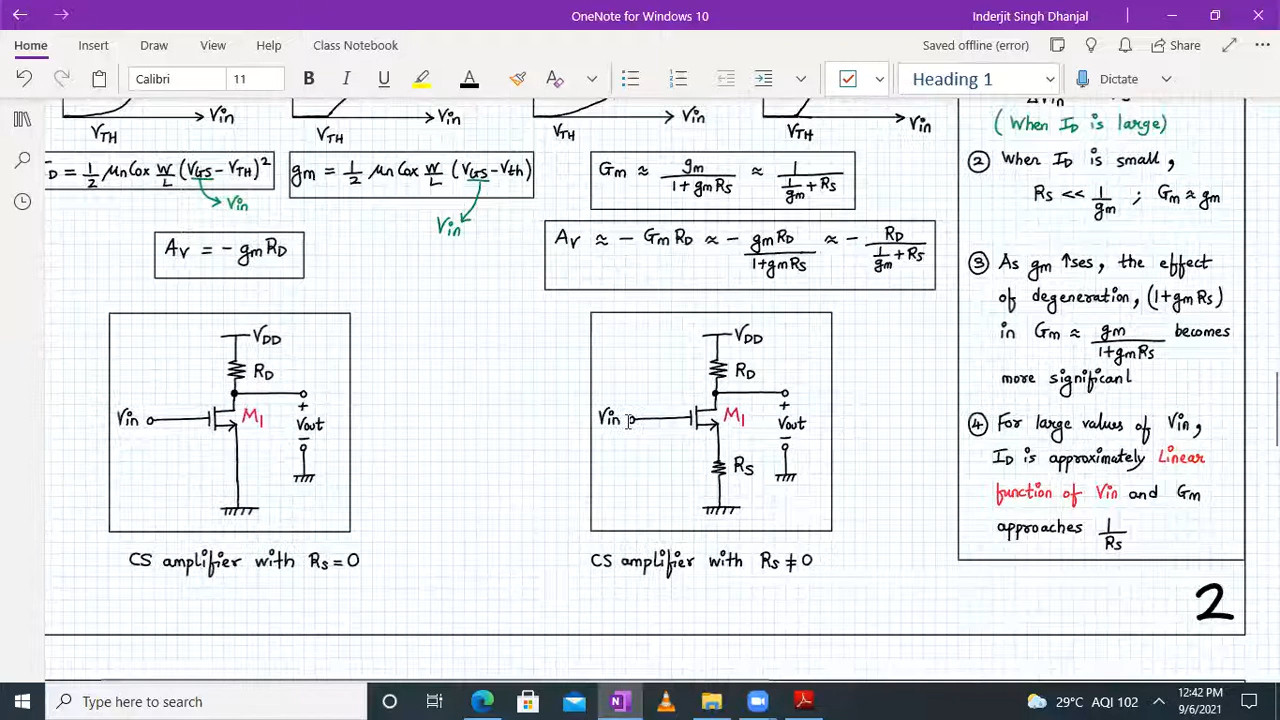 OneNote for Windows 10
Inderjit Singh Dhanjal
Home Insert Draw View Help Class Notebook
Saved offline (error) Share
Calibri 11 B I U A Heading 1 Dictate
Vin Vin Vin Vin
VTH VTH VTH VTH
D = 1/2 μnCox W/L (VGS - VTH)²
Vin
gm = 1/2 μnCox W/L (VGS - Vth)
Vin
Av = - gmRD
Gm ≈ gm/(1+gmRs) ≈ 1/(1/gm + Rs)
Av ≈ - GmRD ≈ - gmRD/(1+gmRs) ≈ - RD/(1/gm + Rs)
VDD
RD
Vin M1 + Vout -
CS amplifier with Rs = 0
VDD
RD
Vin M1 + Vout -
Rs
CS amplifier with Rs ≠ 0
(When ID is large)
② When ID is small,
Rs << 1/gm ; Gm ≈ gm
③ As gm ↑ses, the effect
of degeneration, (1+gmRs)
in Gm ≈ gm/(1+gmRs) becomes
more significant
④ For large values of Vin,
ID is approximately Linear
function of Vin and Gm
approaches 1/Rs
2
Type here to search
29°C AQI 102
12:42 PM
9/6/2021